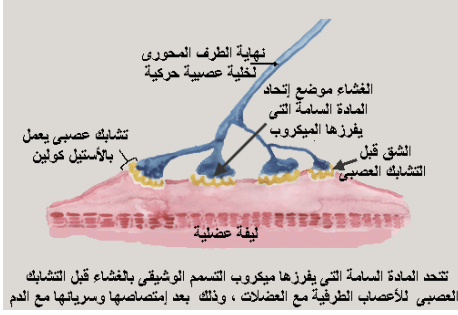 نهاية الطرف المحورى
لخلية عصبية حركية
الغشاء موضع إتحاد
المادة السامة التى
يفرزها الميكروب
تشابك عصبى يعمل
بالأستيل كولين
الشق قبل
التشابك العصبى
ليفة عضلية
تتحد المادة السامة التى يفرزها ميكروب التسمم الوشيقى بالغشاء قبل التشابك
العصبى للأعصاب الطرفية مع العضلات ، وذلك بعد إمتصاصها وسريانها مع الدم